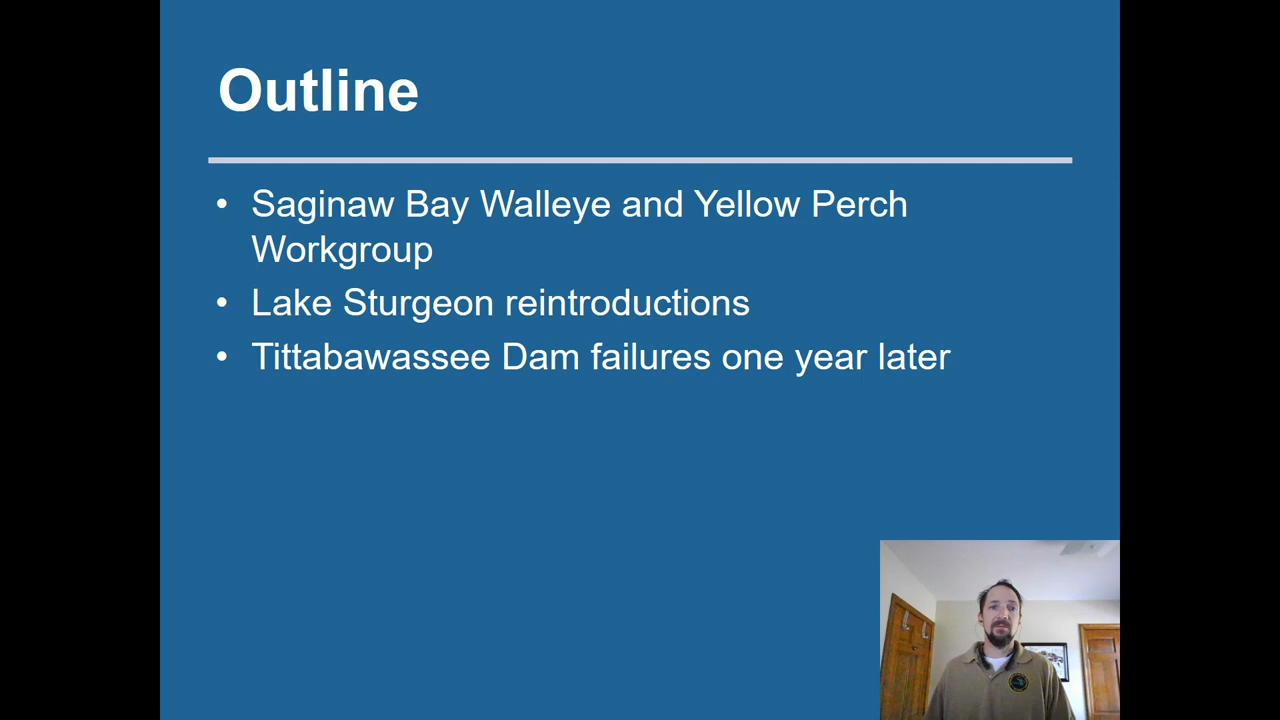 Outline
• Saginaw Bay Walleye and Yellow Perch
Workgroup
• Lake Sturgeon reintroductions
• Tittabawassee Dam failures one year later